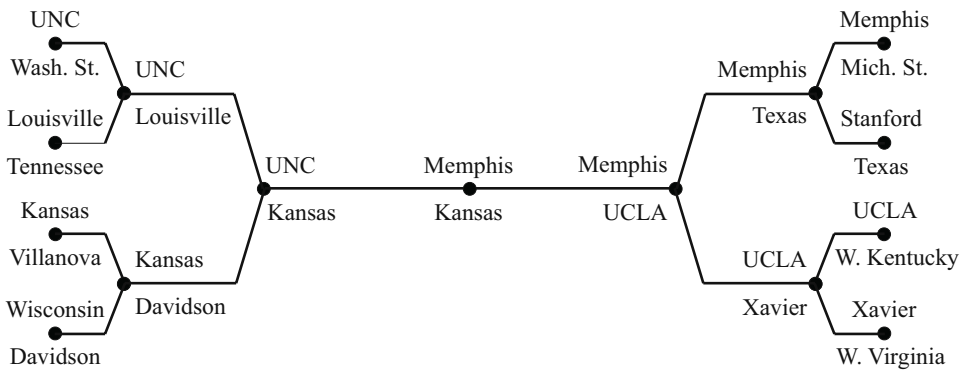 UNC
Wash. St.
Louisville
Tennessee
Kansas
Villanova
Wisconsin
Davidson
UNC
Louisville
Kansas
Davidson
UNC
Kansas
Memphis
Kansas
Memphis
UCLA
Memphis
Texas
UCLA
Xavier
Memphis
Mich. St.
Stanford
Texas
UCLA
W. Kentucky
Xavier
W. Virginia